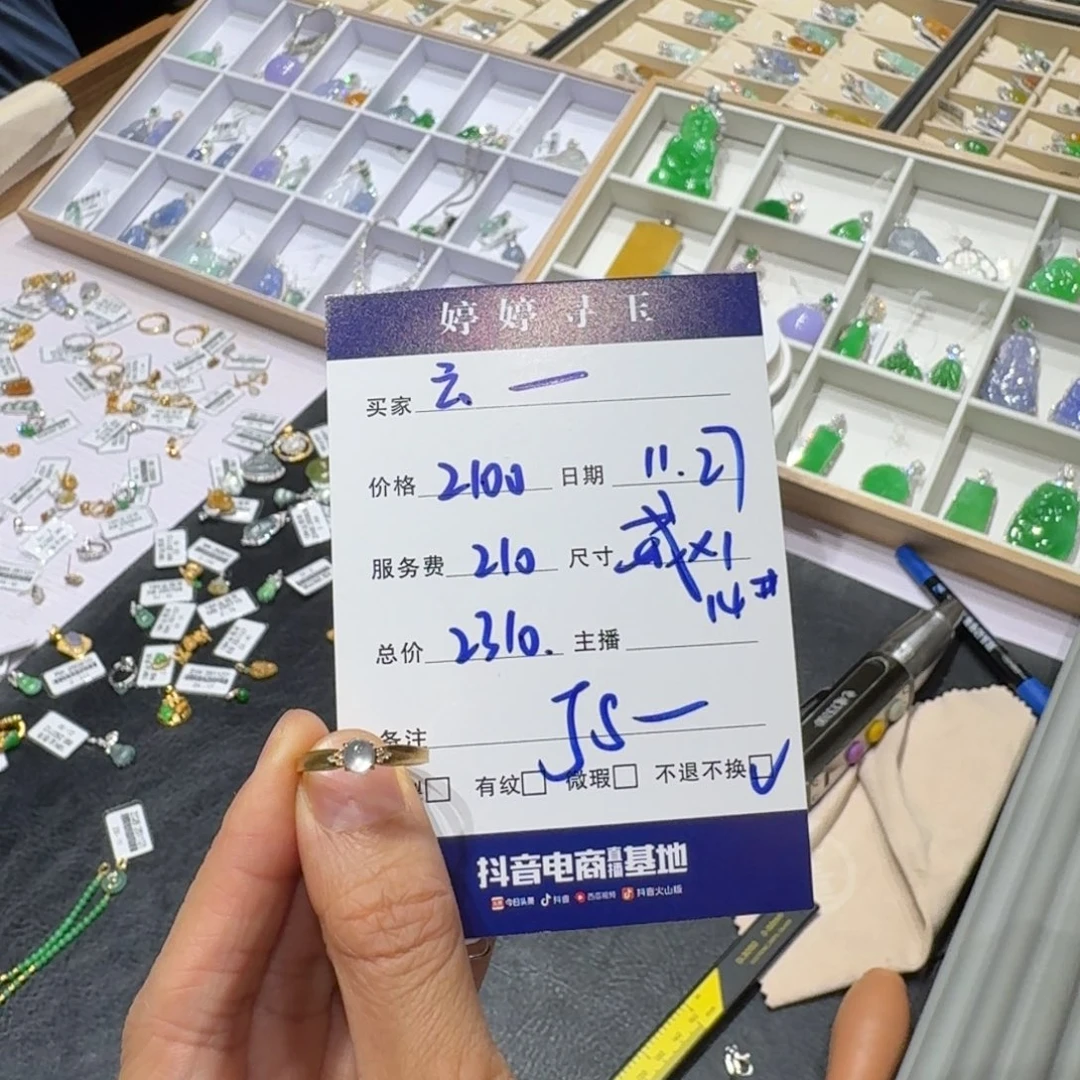 婷婷寻玉
买家 云 一
价格 2100 日期 11.27
服务费 210 尺寸 戒×1
14#
总价 2310. 主播
备注 JS一
有纹 微瑕 不退不换
抖音电商直播基地
今日头条 抖音 西瓜视频 抖音火山版